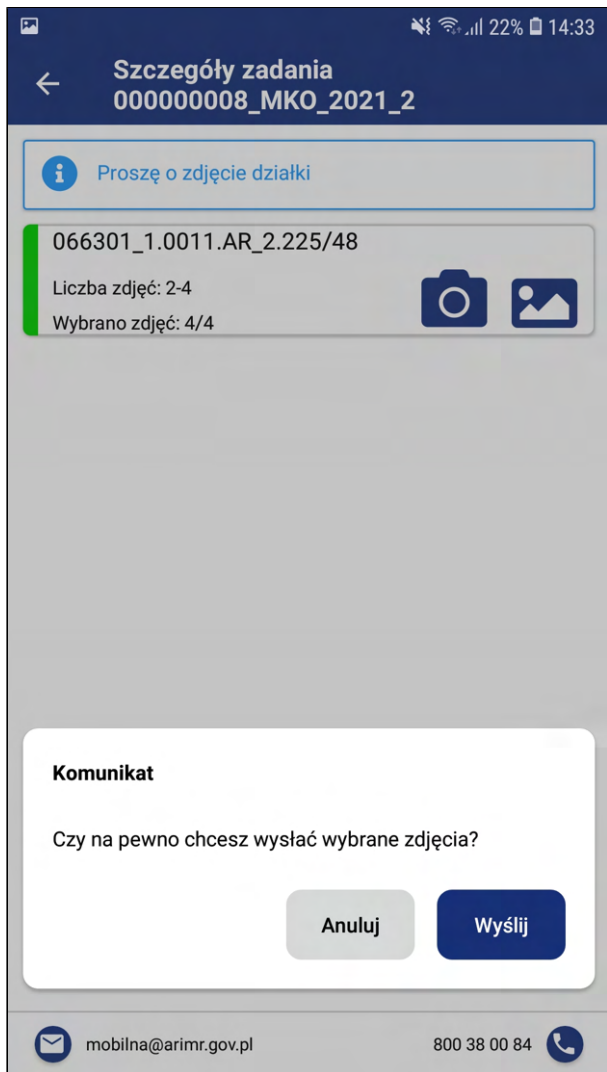 22% 14:33
Szczegóły zadania
000000008_MKO_2021_2
Proszę o zdjęcie działki
066301_1.0011.AR_2.225/48
Liczba zdjęć: 2-4
Wybrano zdjęć: 4/4
Komunikat
Czy na pewno chcesz wysłać wybrane zdjęcia?
Anuluj Wyślij
mobilna@arimr.gov.pl 800 38 00 84